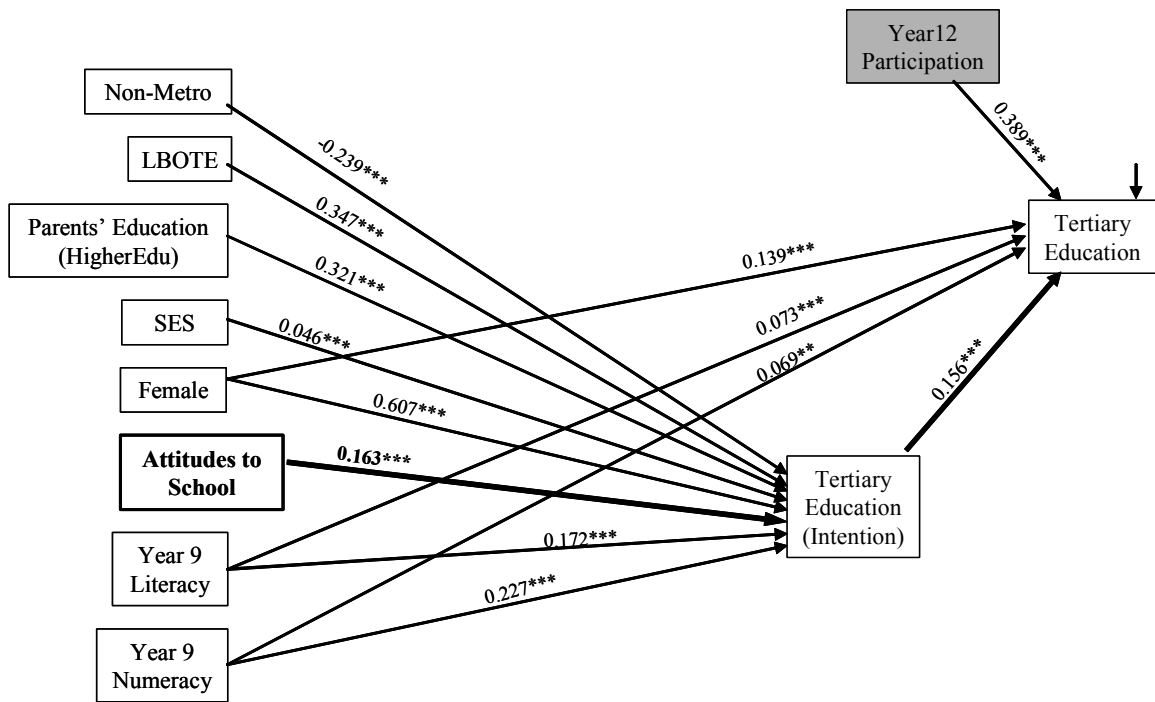 Year12
Participation
Non-Metro
0.389***
-0.239***
LBOTE
0.347***
Parents’ Education
(HigherEdu)
Tertiary
Education
0.139***
0.321***
SES
0.073***
0.046***
0.069**
Female
0.156***
0.607***
Attitudes to
School
0.163***
Tertiary
Education
(Intention)
Year 9
Literacy
0.172***
0.227***
Year 9
Numeracy